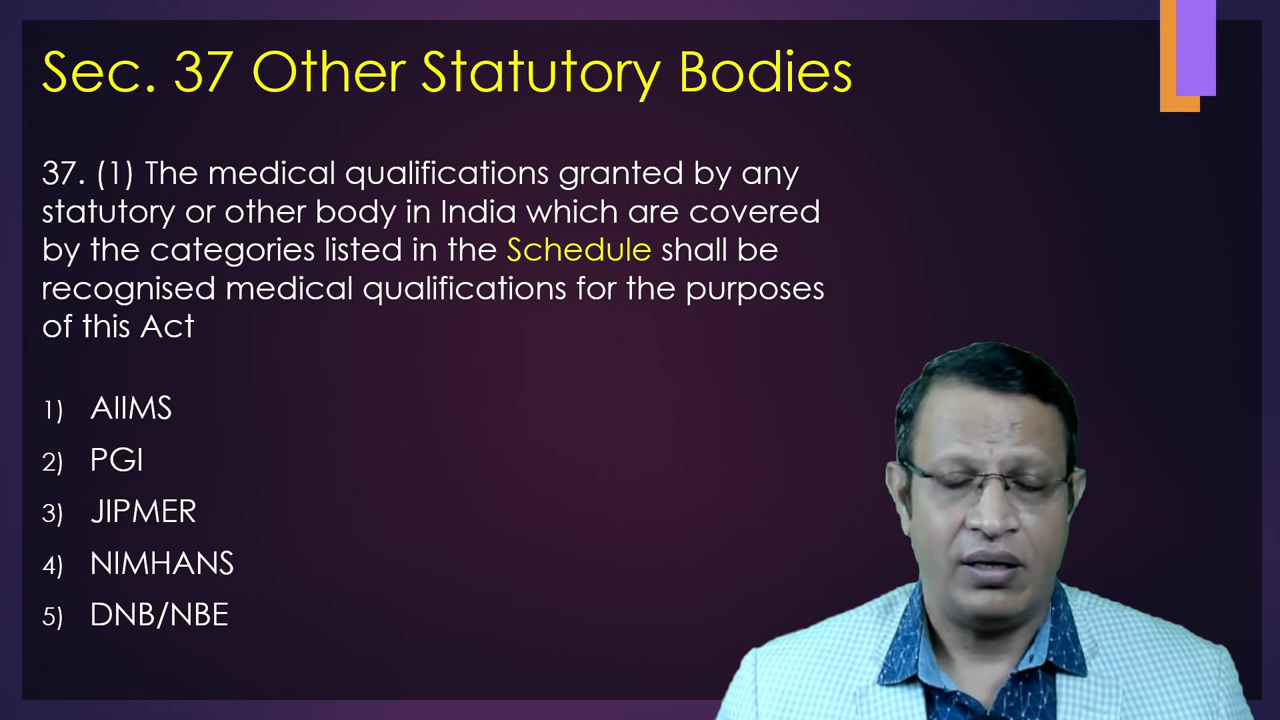 Sec. 37 Other Statutory Bodies
37. (1) The medical qualifications granted by any
statutory or other body in India which are covered
by the categories listed in the Schedule shall be
recognised medical qualifications for the purposes
of this Act
1) AIIMS
2) PGI
3) JIPMER
4) NIMHANS
5) DNB/NBE